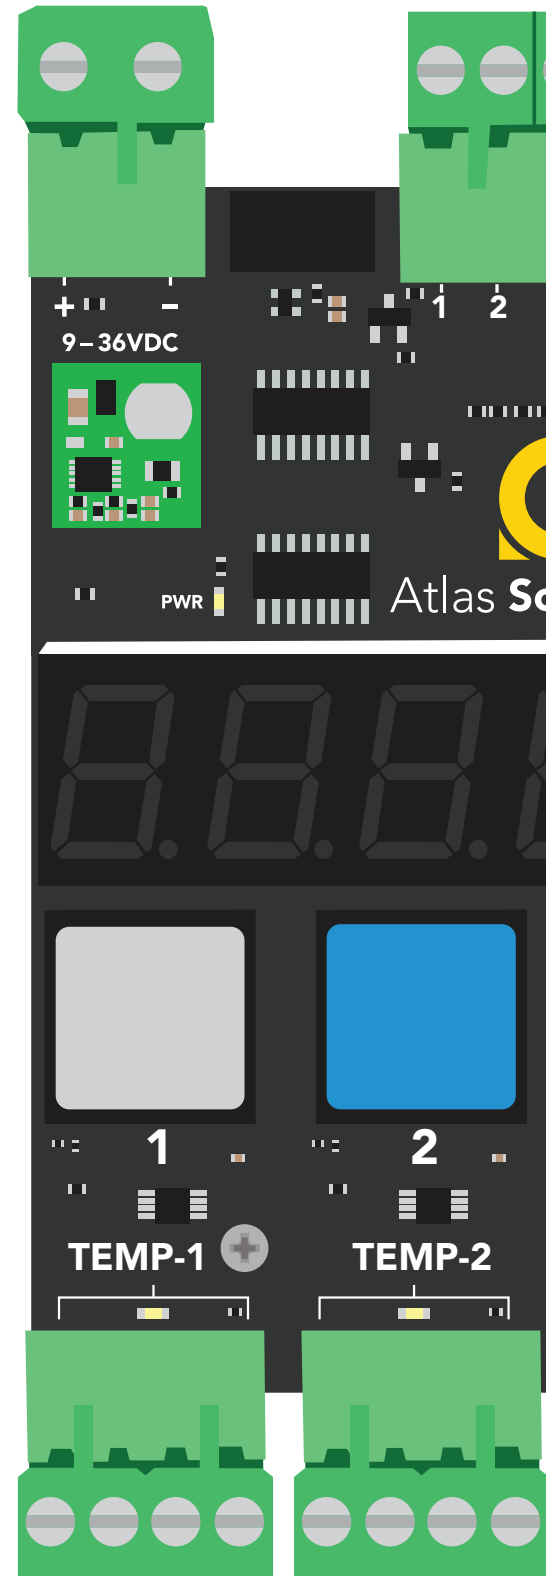 + –
9–36VDC
1 2
PWR
Atlas
1 2
TEMP-1 TEMP-2